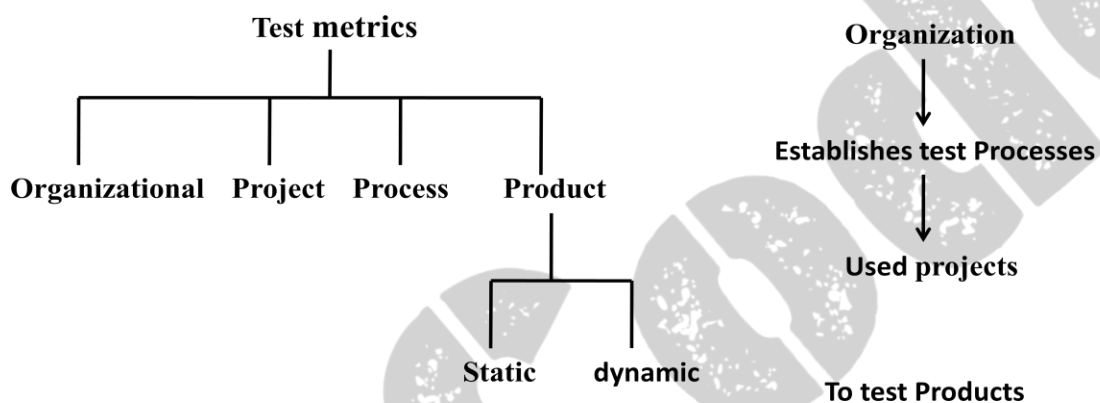 Test metrics
Organizational Project Process Product
Static dynamic
Organization
Establishes test Processes
Used projects
To test Products